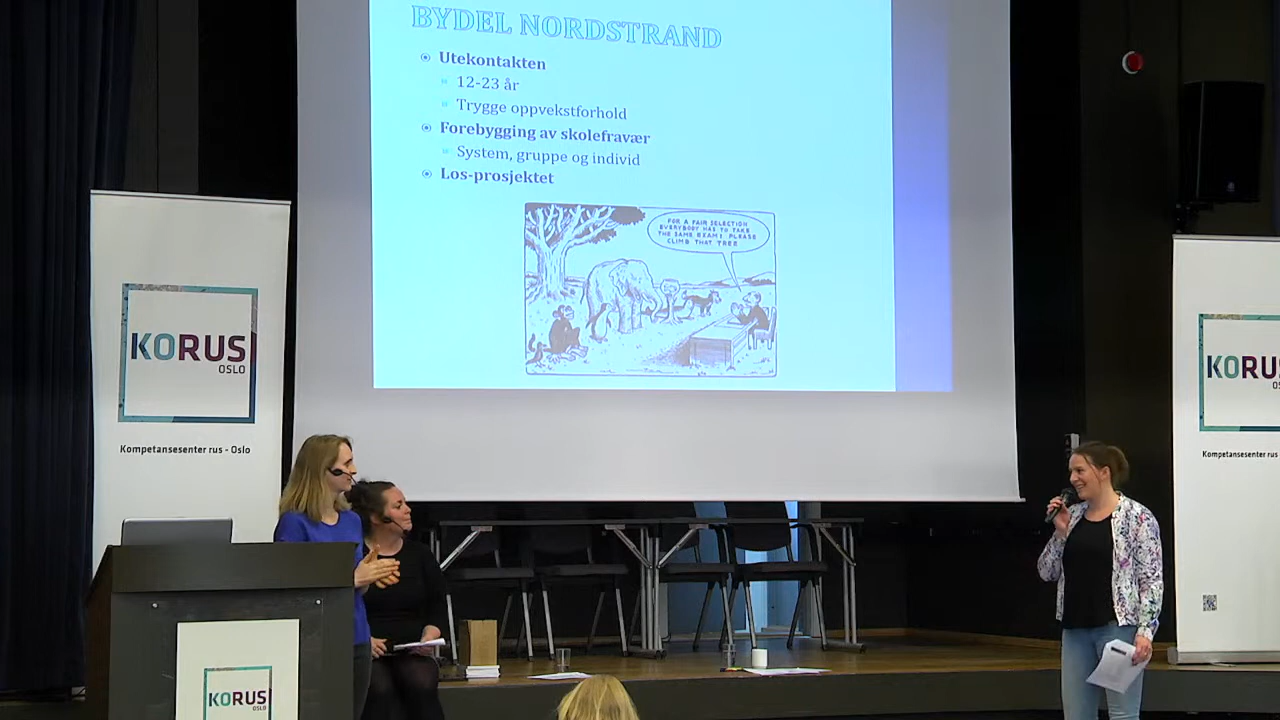 BYDEL NORDSTRAND
Utekontakten
12-23 år
Trygge oppvekstforhold
Forebygging av skolefravær
System, gruppe og individ
Los-prosjektet
FOR A FAIR SELECTION
EVERYBODY HAS TO TAKE
THE SAME EXAM: PLEASE
CLIMB THAT TREE
KORUS
OSLO
Kompetansesenter rus - Oslo
KORUS
OSLO
KORUS
OS
Kompetansesenter rus -